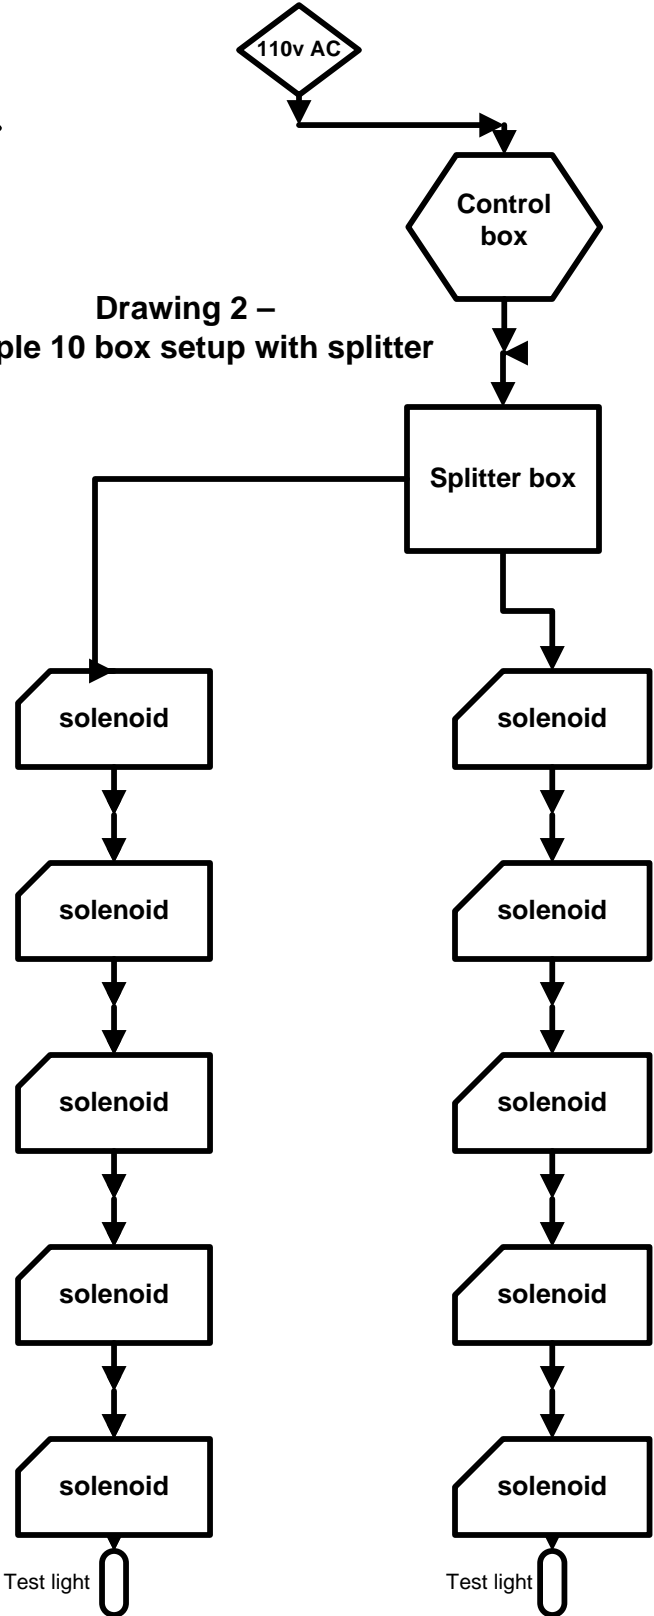 110v AC
Control
box
Drawing 2 –
ple 10 box setup with splitter
Splitter box
solenoid
solenoid
solenoid
solenoid
solenoid
solenoid
solenoid
solenoid
solenoid
solenoid
Test light
Test light